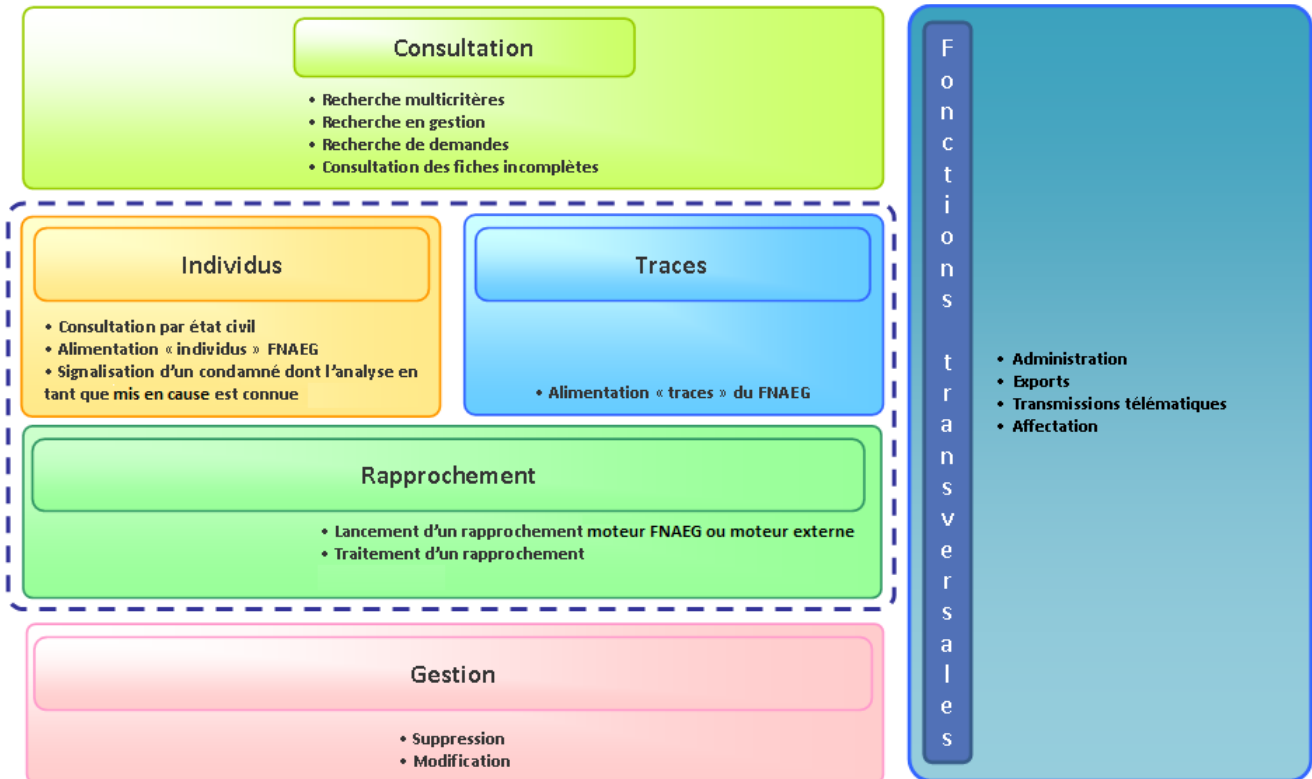 Consultation
• Recherche multicritères
• Recherche en gestion
• Recherche de demandes
• Consultation des fiches incomplètes
Individus
• Consultation par état civil
• Alimentation « individus » FNAEG
• Signalisation d'un condamné dont l'analyse en
tant que mis en cause est connue
Traces
• Alimentation « traces » du FNAEG
Rapprochement
• Lancement d'un rapprochement moteur FNAEG ou moteur externe
• Traitement d'un rapprochement
Gestion
• Suppression
• Modification
Fonctions transversales
• Administration
• Exports
• Transmissions télématiques
• Affectation